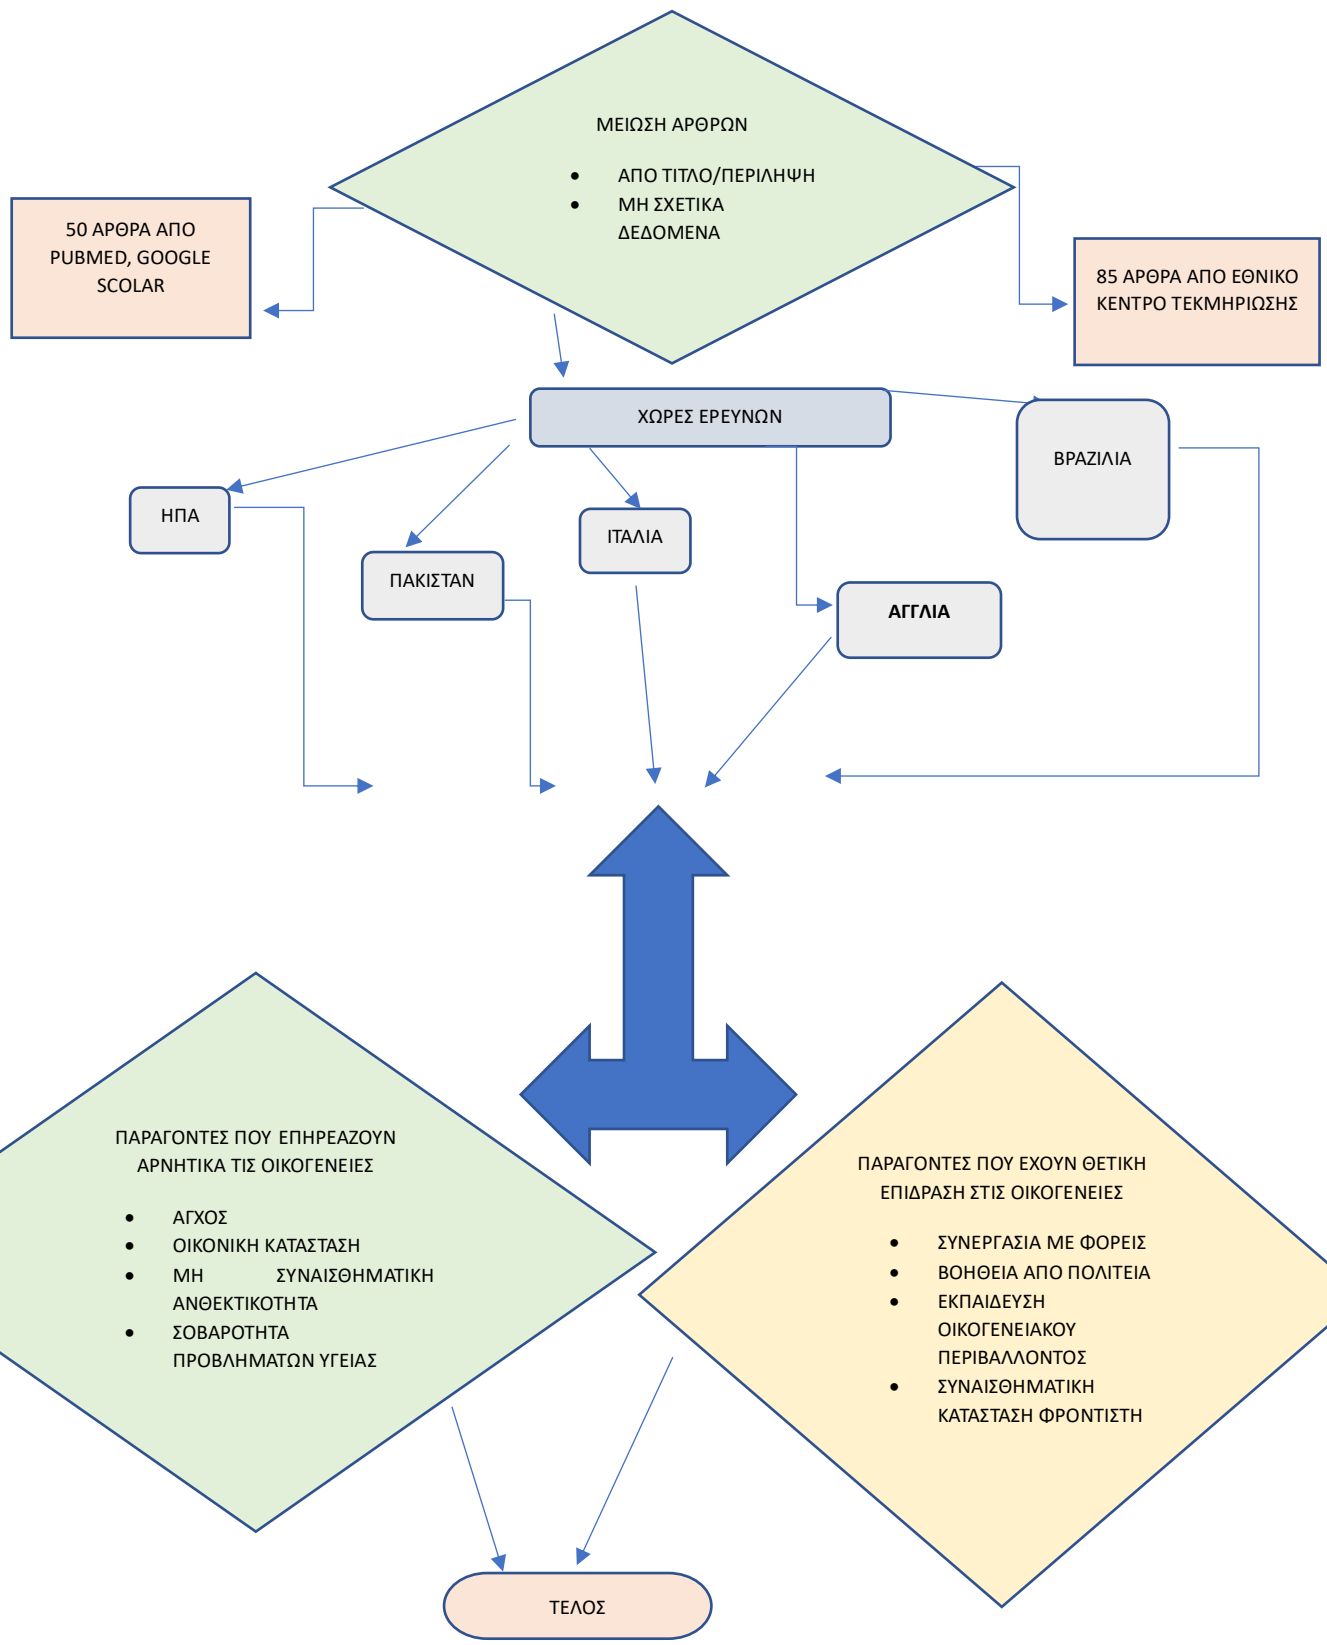 ΜΕΙΩΣΗ ΑΡΘΡΩΝ
• ΑΠΟ ΤΙΤΛΟ/ΠΕΡΙΛΗΨΗ
• ΜΗ ΣΧΕΤΙΚΑ
ΔΕΔΟΜΕΝΑ
50 ΑΡΘΡΑ ΑΠΟ
PUBMED, GOOGLE
SCOLAR
85 ΑΡΘΡΑ ΑΠΟ ΕΘΝΙΚΟ
ΚΕΝΤΡΟ ΤΕΚΜΗΡΙΩΣΗΣ
ΧΩΡΕΣ ΕΡΕΥΝΩΝ
ΗΠΑ
ΠΑΚΙΣΤΑΝ
ΙΤΑΛΙΑ
ΑΓΓΛΙΑ
ΒΡΑΖΙΛΙΑ
ΠΑΡΑΓΟΝΤΕΣ ΠΟΥ ΕΠΗΡΕΑΖΟΥΝ
ΑΡΝΗΤΙΚΑ ΤΙΣ ΟΙΚΟΓΕΝΕΙΕΣ
• ΑΓΧΟΣ
• ΟΙΚΟΝΙΚΗ ΚΑΤΑΣΤΑΣΗ
• ΜΗ ΣΥΝΑΙΣΘΗΜΑΤΙΚΗ
ΑΝΘΕΚΤΙΚΟΤΗΤΑ
• ΣΟΒΑΡΟΤΗΤΑ
ΠΡΟΒΛΗΜΑΤΩΝ ΥΓΕΙΑΣ
ΠΑΡΑΓΟΝΤΕΣ ΠΟΥ ΕΧΟΥΝ ΘΕΤΙΚΗ
ΕΠΙΔΡΑΣΗ ΣΤΙΣ ΟΙΚΟΓΕΝΕΙΕΣ
• ΣΥΝΕΡΓΑΣΙΑ ΜΕ ΦΟΡΕΙΣ
• ΒΟΗΘΕΙΑ ΑΠΟ ΠΟΛΙΤΕΙΑ
• ΕΚΠΑΙΔΕΥΣΗ
ΟΙΚΟΓΕΝΕΙΑΚΟΥ
ΠΕΡΙΒΑΛΛΟΝΤΟΣ
• ΣΥΝΑΙΣΘΗΜΑΤΙΚΗ
ΚΑΤΑΣΤΑΣΗ ΦΡΟΝΤΙΣΤΗ
ΤΕΛΟΣ